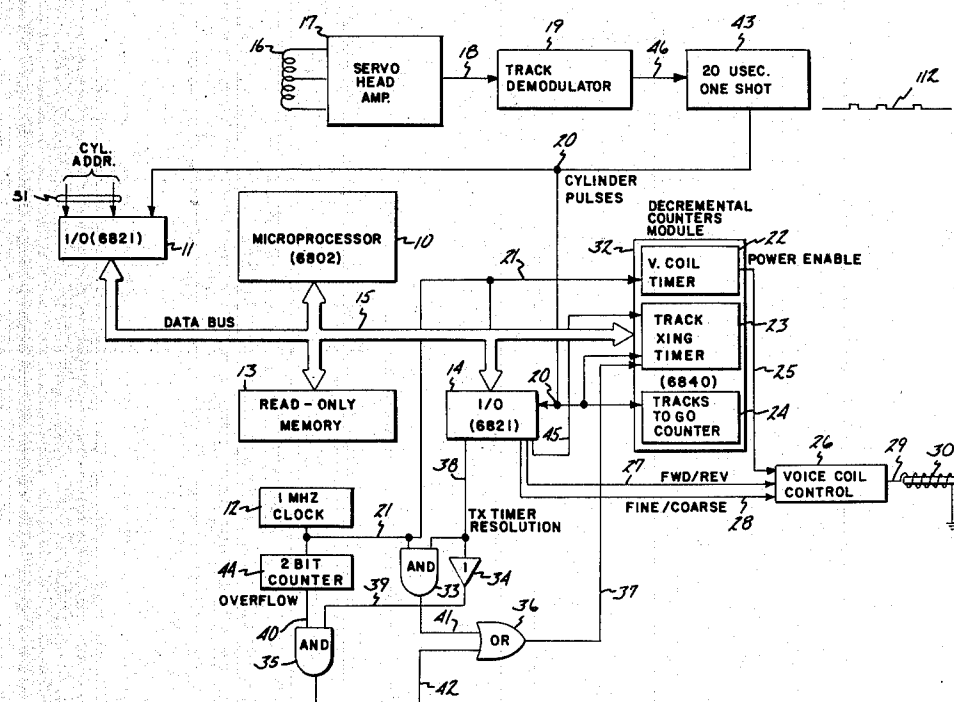 17
16
SERVO
HEAD
AMP.
18
19
TRACK
DEMODULATOR
46
43
20 USEC.
ONE SHOT
112
CYL.
ADDR.
31
I/O(6821)
11
MICROPROCESSOR
(6802)
10
20
CYLINDER
PULSES
DECREMENTAL
COUNTERS
MODULE
32
22
V. COIL
TIMER
POWER ENABLE
21
15
DATA BUS
TRACK
XING
TIMER
23
(6840)
25
13
READ-ONLY
MEMORY
14
I/O
(6821)
20
45
TRACKS
TO GO
COUNTER
24
38
27
FWD/REV
FINE/COARSE
28
26
VOICE COIL
CONTROL
29
30
12
1 MHZ
CLOCK
21
TX TIMER
RESOLUTION
44
2 BIT
COUNTER
OVERFLOW
39
AND
33
1
34
37
40
AND
35
41
OR
36
42